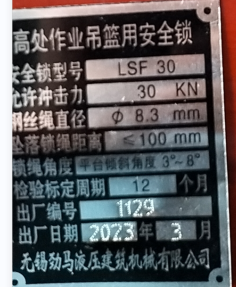 高处作业吊篮用安全锁
安全锁型号 LSF 30
允许冲击力 30 KN
钢丝绳直径 Φ 8.3 mm
坠落锁绳距离 ≤100 mm
锁绳角度 平台倾斜角度 3°~8°
检验标定周期 12 个月
出厂编号 1129
出厂日期 2023 年 3 月
无锡劲马液压建筑机械有限公司